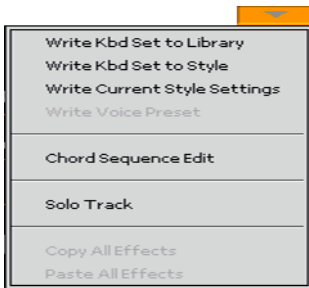 Write Kbd Set to Library
Write Kbd Set to Style
Write Current Style Settings
Write Voice Preset
Chord Sequence Edit
Solo Track
Copy All Effects
Paste All Effects